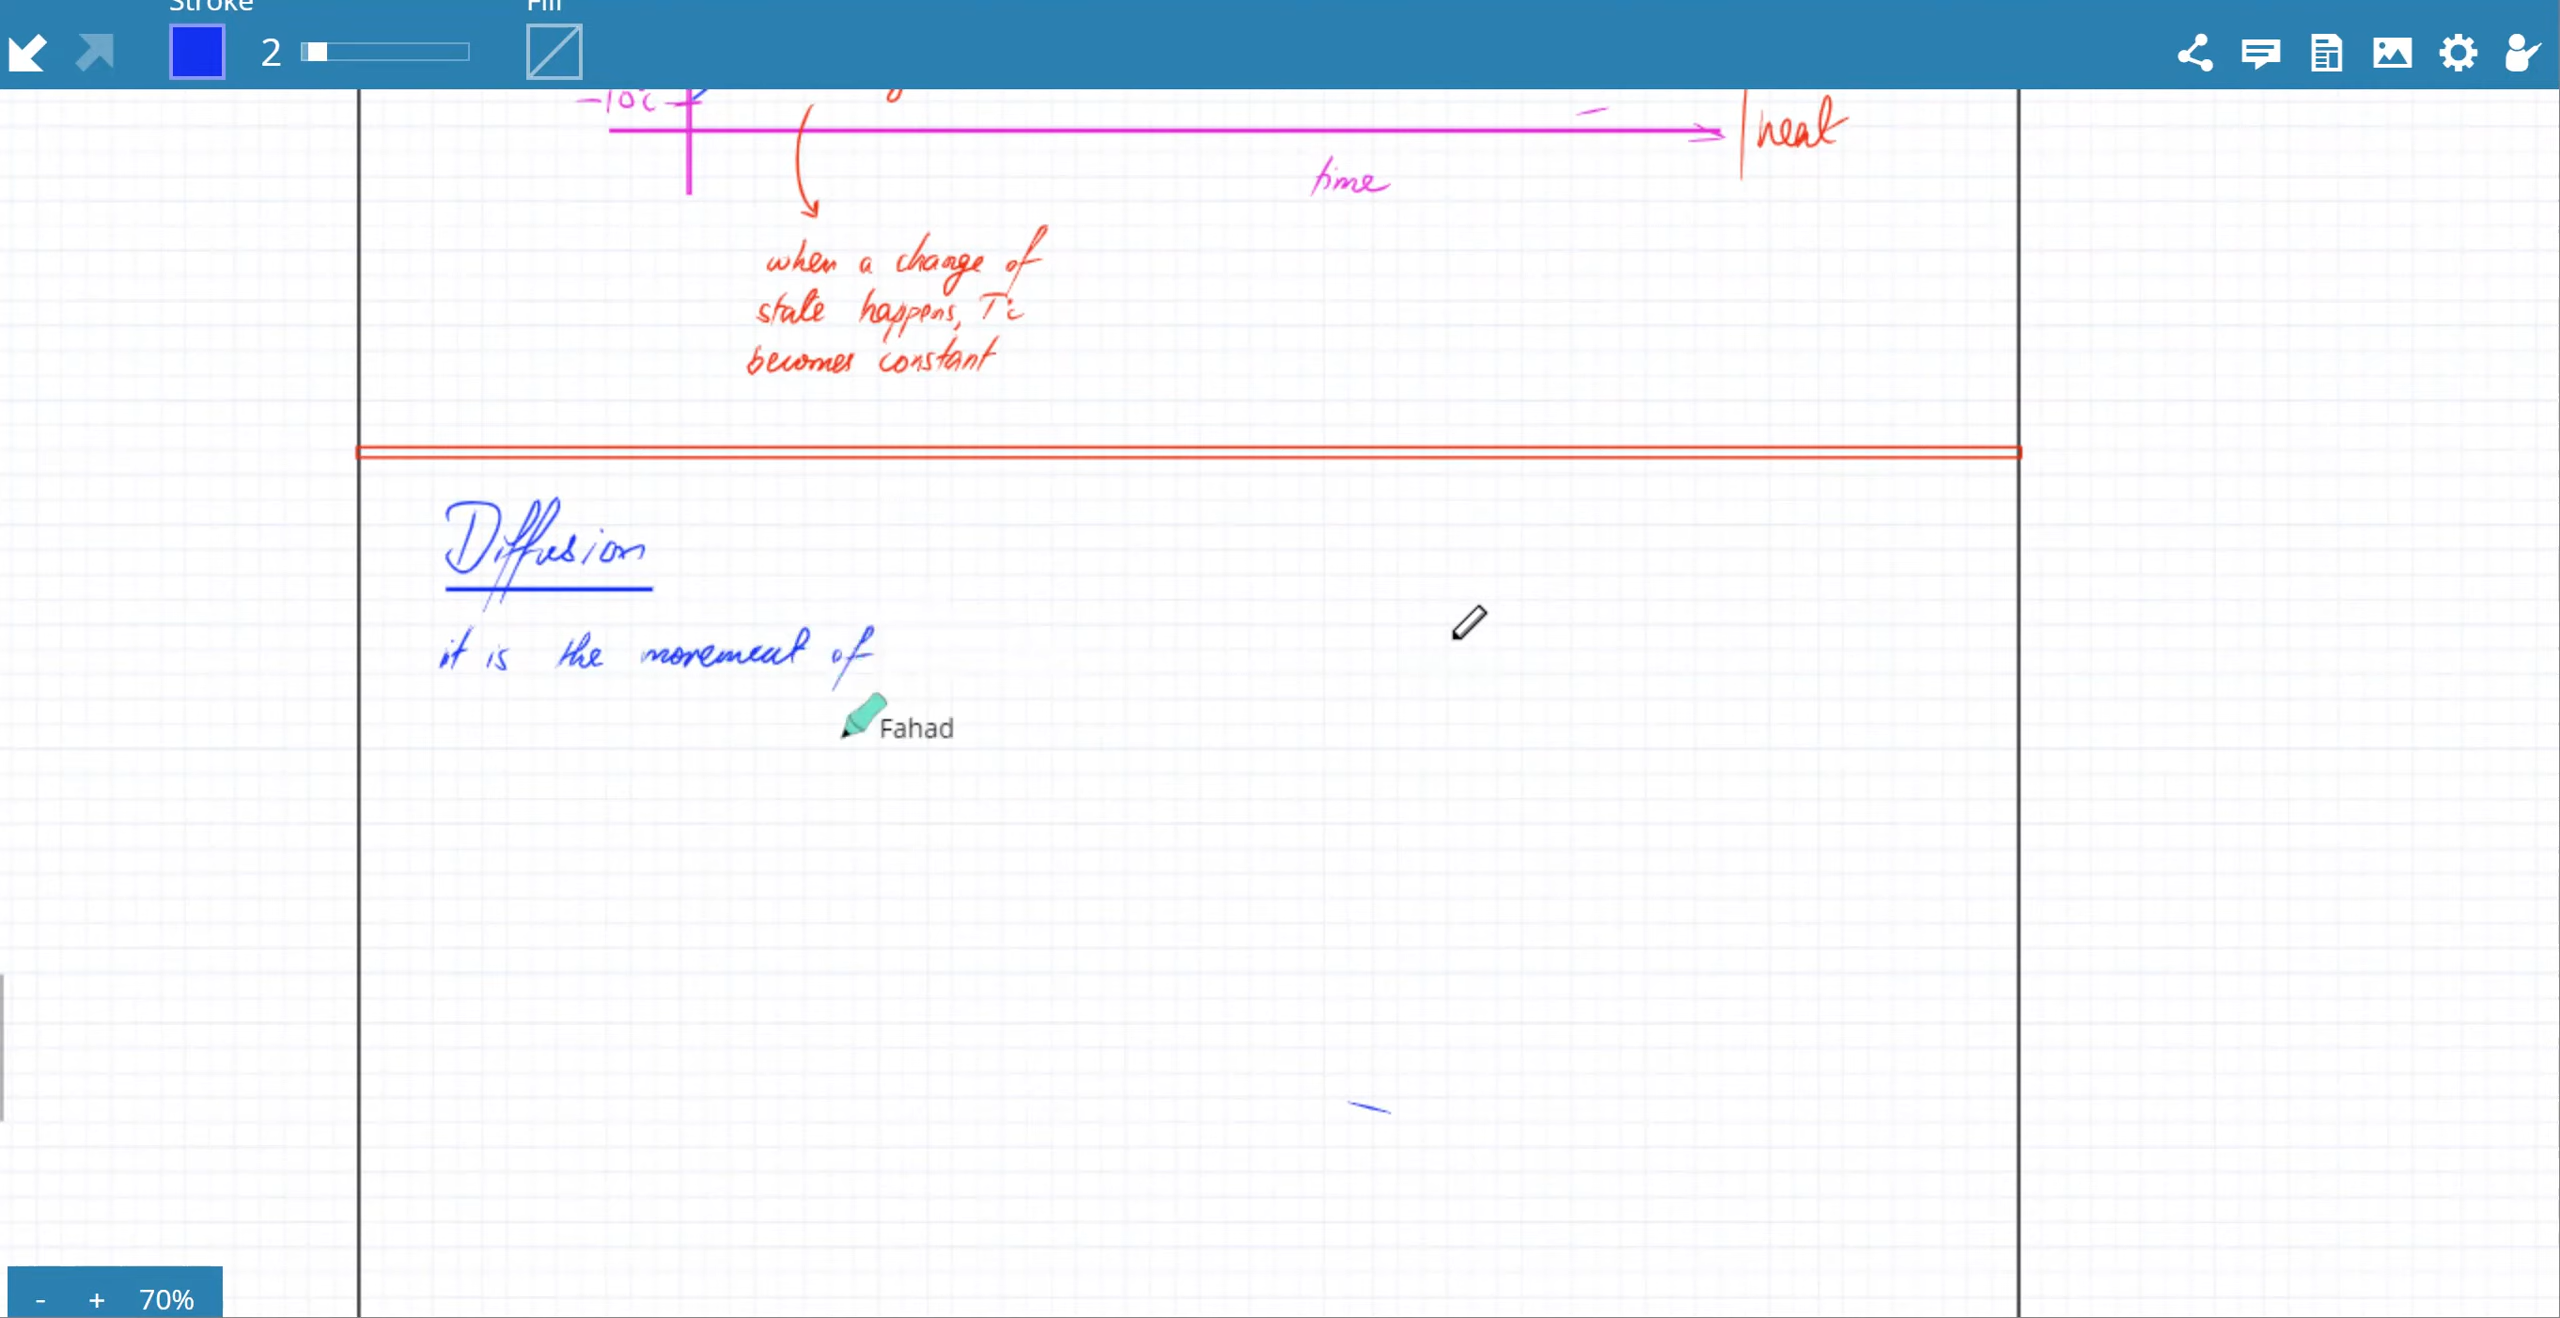 Stroke
Fill
2
-10°c
heat
time
when a change of
state happens, T°c
becomes constant
Diffusion
it is the movement of
Fahad
- + 70%